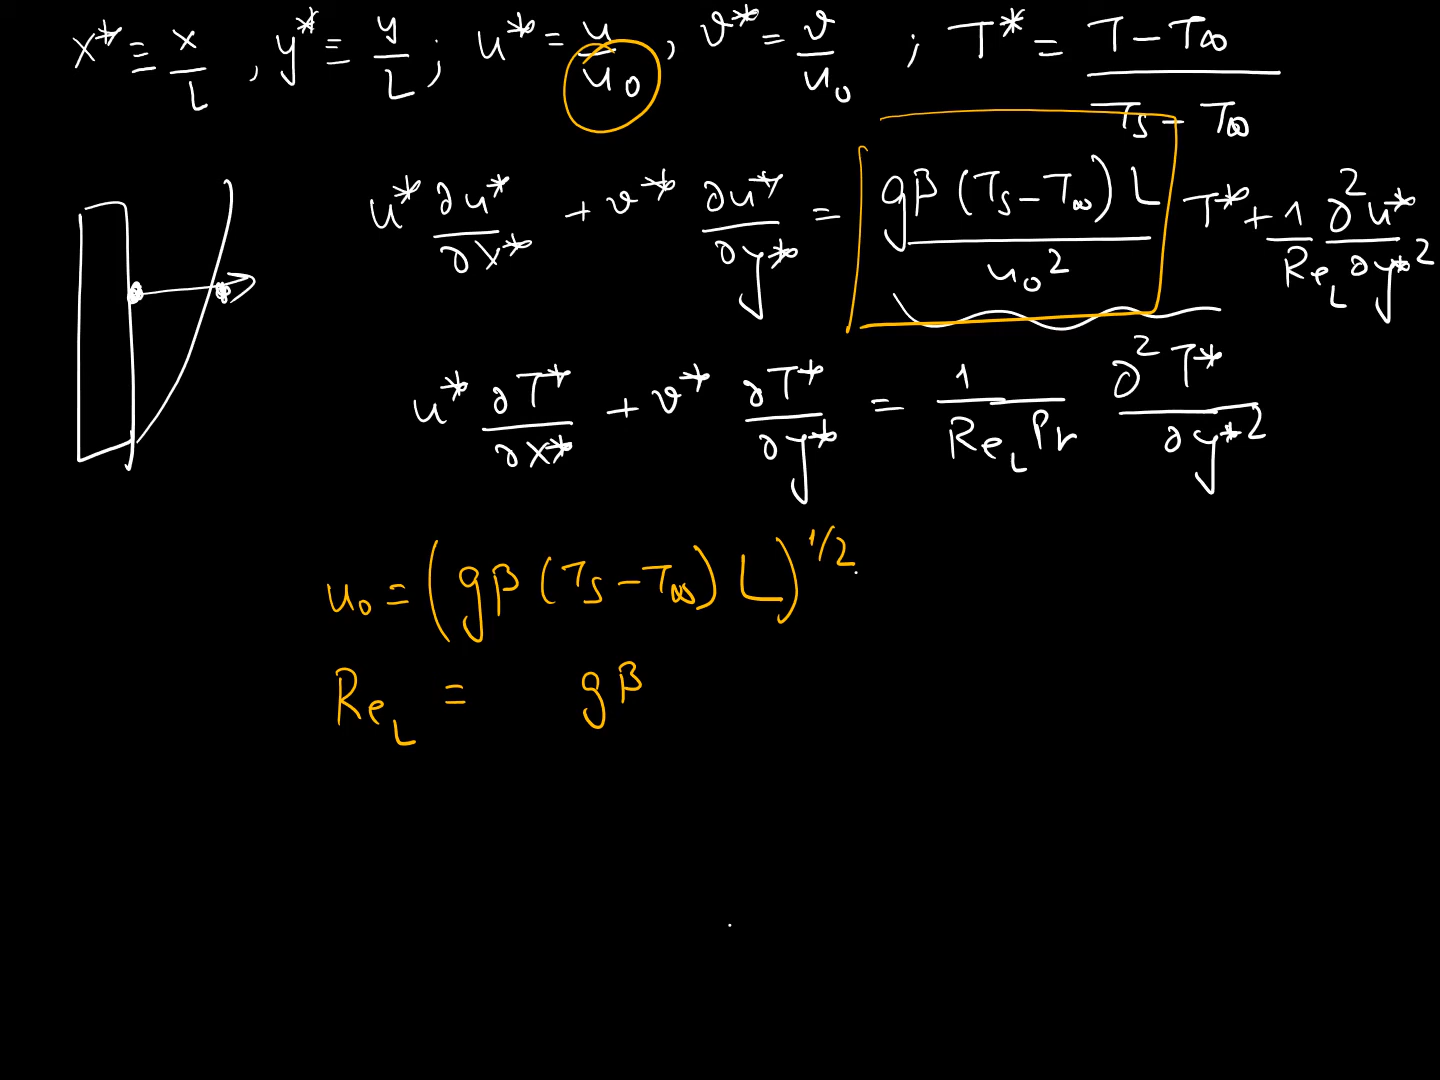 x* ≡ x/L , y* ≡ y/L ; u* = u/u₀ , v* = v/u₀ ; T* = (T − T∞)/(Ts − T∞)
u* ∂u*/∂x* + v* ∂u*/∂y* = gβ (Ts − T∞) L / u₀² T* + 1/Re_L ∂²u*/∂y*²
u* ∂T*/∂x* + v* ∂T*/∂y* = 1/(Re_L Pr) ∂²T*/∂y*²
u₀ = (gβ (Ts − T∞) L)^1/2
Re_L = gβ